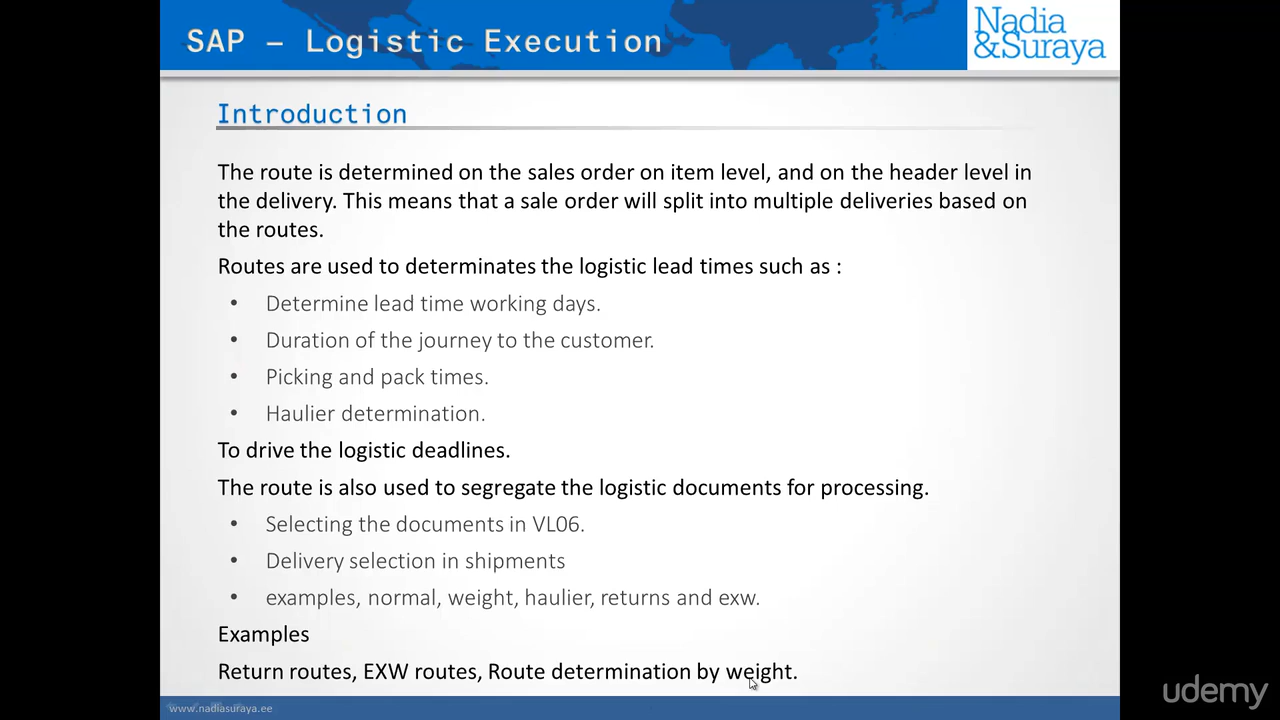 SAP – Logistic Execution
Nadia
&Suraya
Introduction
The route is determined on the sales order on item level, and on the header level in
the delivery. This means that a sale order will split into multiple deliveries based on
the routes.
Routes are used to determinates the logistic lead times such as :
• Determine lead time working days.
• Duration of the journey to the customer.
• Picking and pack times.
• Haulier determination.
To drive the logistic deadlines.
The route is also used to segregate the logistic documents for processing.
• Selecting the documents in VL06.
• Delivery selection in shipments
• examples, normal, weight, haulier, returns and exw.
Examples
Return routes, EXW routes, Route determination by weight.
www.nadiasuraya.ee
udemy